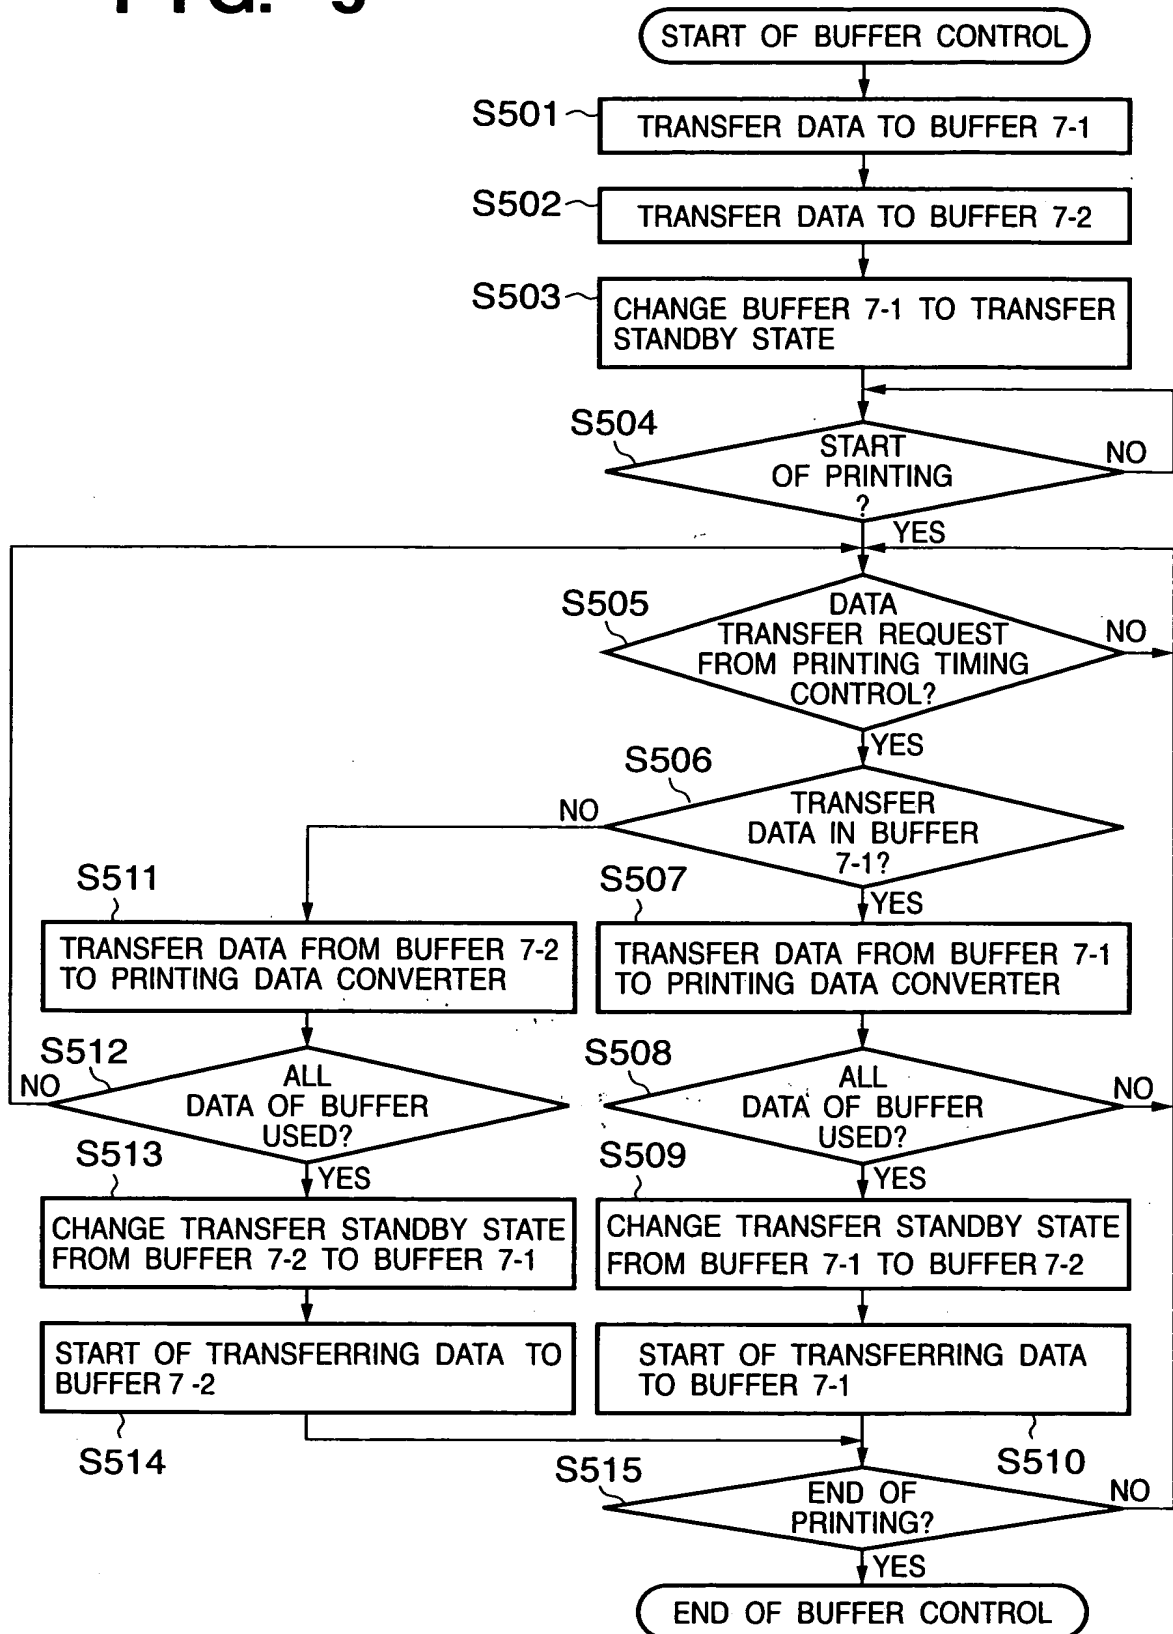 FIG. 5
START OF BUFFER CONTROL
S501
TRANSFER DATA TO BUFFER 7-1
S502
TRANSFER DATA TO BUFFER 7-2
S503
CHANGE BUFFER 7-1 TO TRANSFER
STANDBY STATE
S504
START
OF PRINTING
?
NO
YES
S505
DATA
TRANSFER REQUEST
FROM PRINTING TIMING
CONTROL?
NO
YES
S506
TRANSFER
DATA IN BUFFER
7-1?
NO
YES
S511
TRANSFER DATA FROM BUFFER 7-2
TO PRINTING DATA CONVERTER
S507
TRANSFER DATA FROM BUFFER 7-1
TO PRINTING DATA CONVERTER
S512
ALL
DATA OF BUFFER
USED?
NO
YES
S508
ALL
DATA OF BUFFER
USED?
NO
YES
S513
CHANGE TRANSFER STANDBY STATE
FROM BUFFER 7-2 TO BUFFER 7-1
S509
CHANGE TRANSFER STANDBY STATE
FROM BUFFER 7-1 TO BUFFER 7-2
START OF TRANSFERRING DATA TO
BUFFER 7-2
S514
START OF TRANSFERRING DATA
TO BUFFER 7-1
S510
S515
END OF
PRINTING?
NO
YES
END OF BUFFER CONTROL